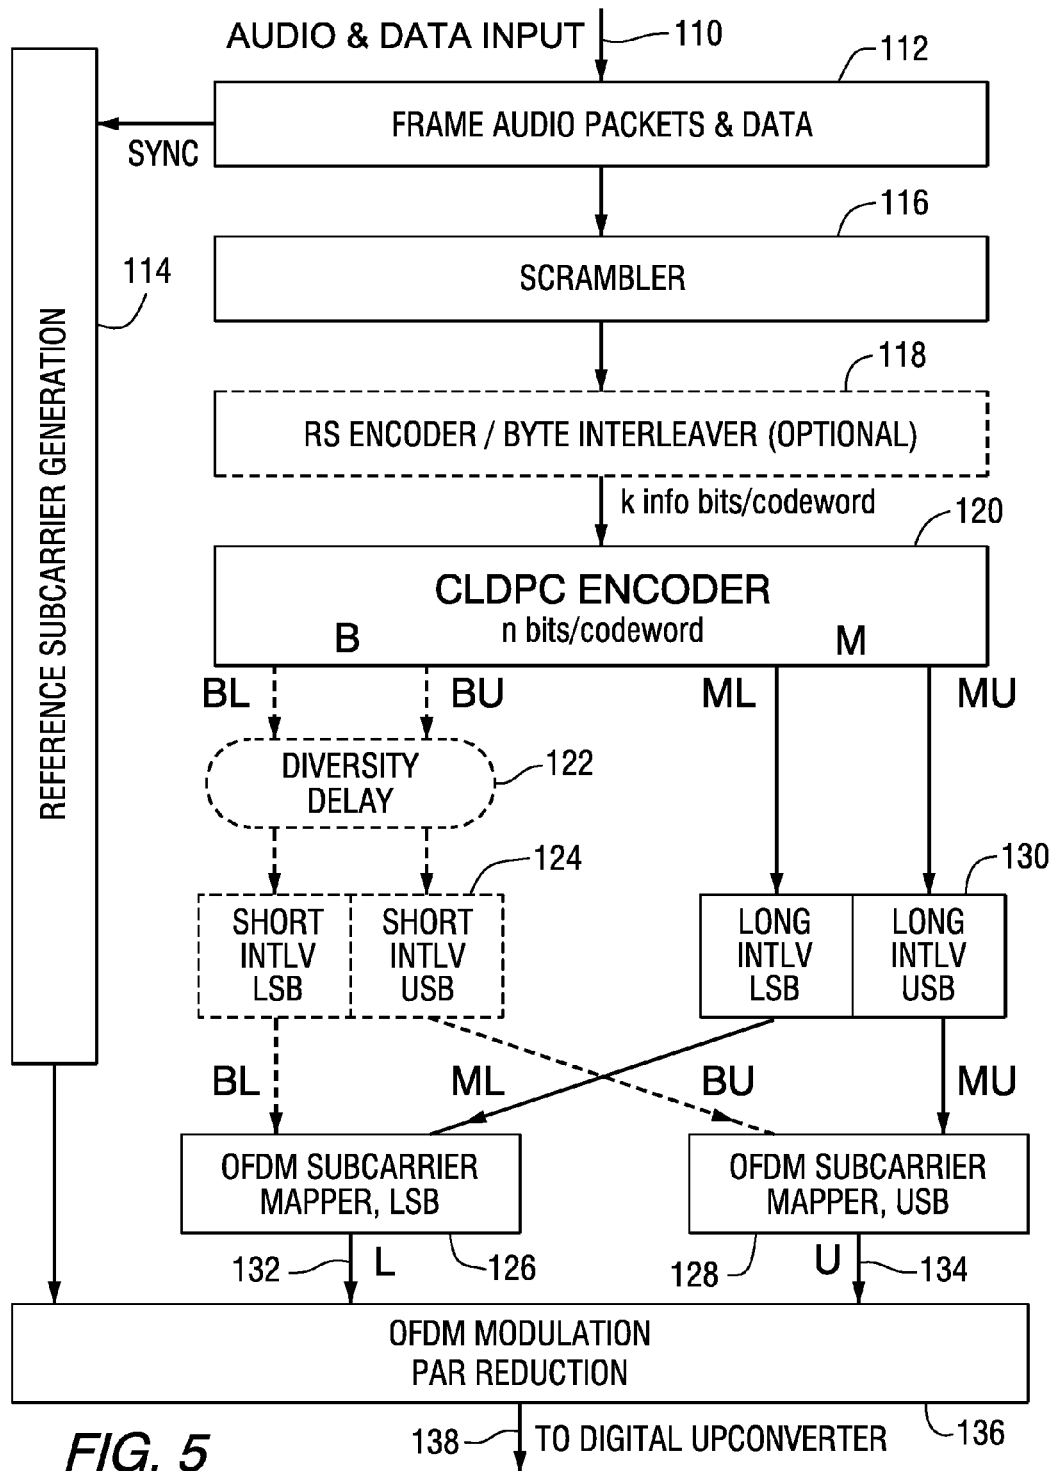 AUDIO & DATA INPUT
110
112
FRAME AUDIO PACKETS & DATA
SYNC
116
SCRAMBLER
114
118
RS ENCODER / BYTE INTERLEAVER (OPTIONAL)
REFERENCE SUBCARRIER GENERATION
k info bits/codeword
120
CLDPC ENCODER
n bits/codeword
B
M
BL
BU
ML
MU
DIVERSITY
DELAY
122
124
130
SHORT
INTLV
LSB
SHORT
INTLV
USB
LONG
INTLV
LSB
LONG
INTLV
USB
BL
ML
BU
MU
OFDM SUBCARRIER
MAPPER, LSB
OFDM SUBCARRIER
MAPPER, USB
132
L
126
128
U
134
OFDM MODULATION
PAR REDUCTION
136
138
TO DIGITAL UPCONVERTER
FIG. 5